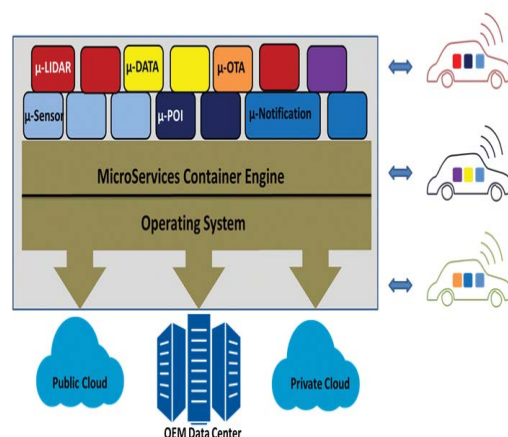 μ-LIDAR μ-DATA μ-OTA
μ-Sensor μ-POI μ-Notification
MicroServices Container Engine
Operating System
Public Cloud Private Cloud
OEM Data Center